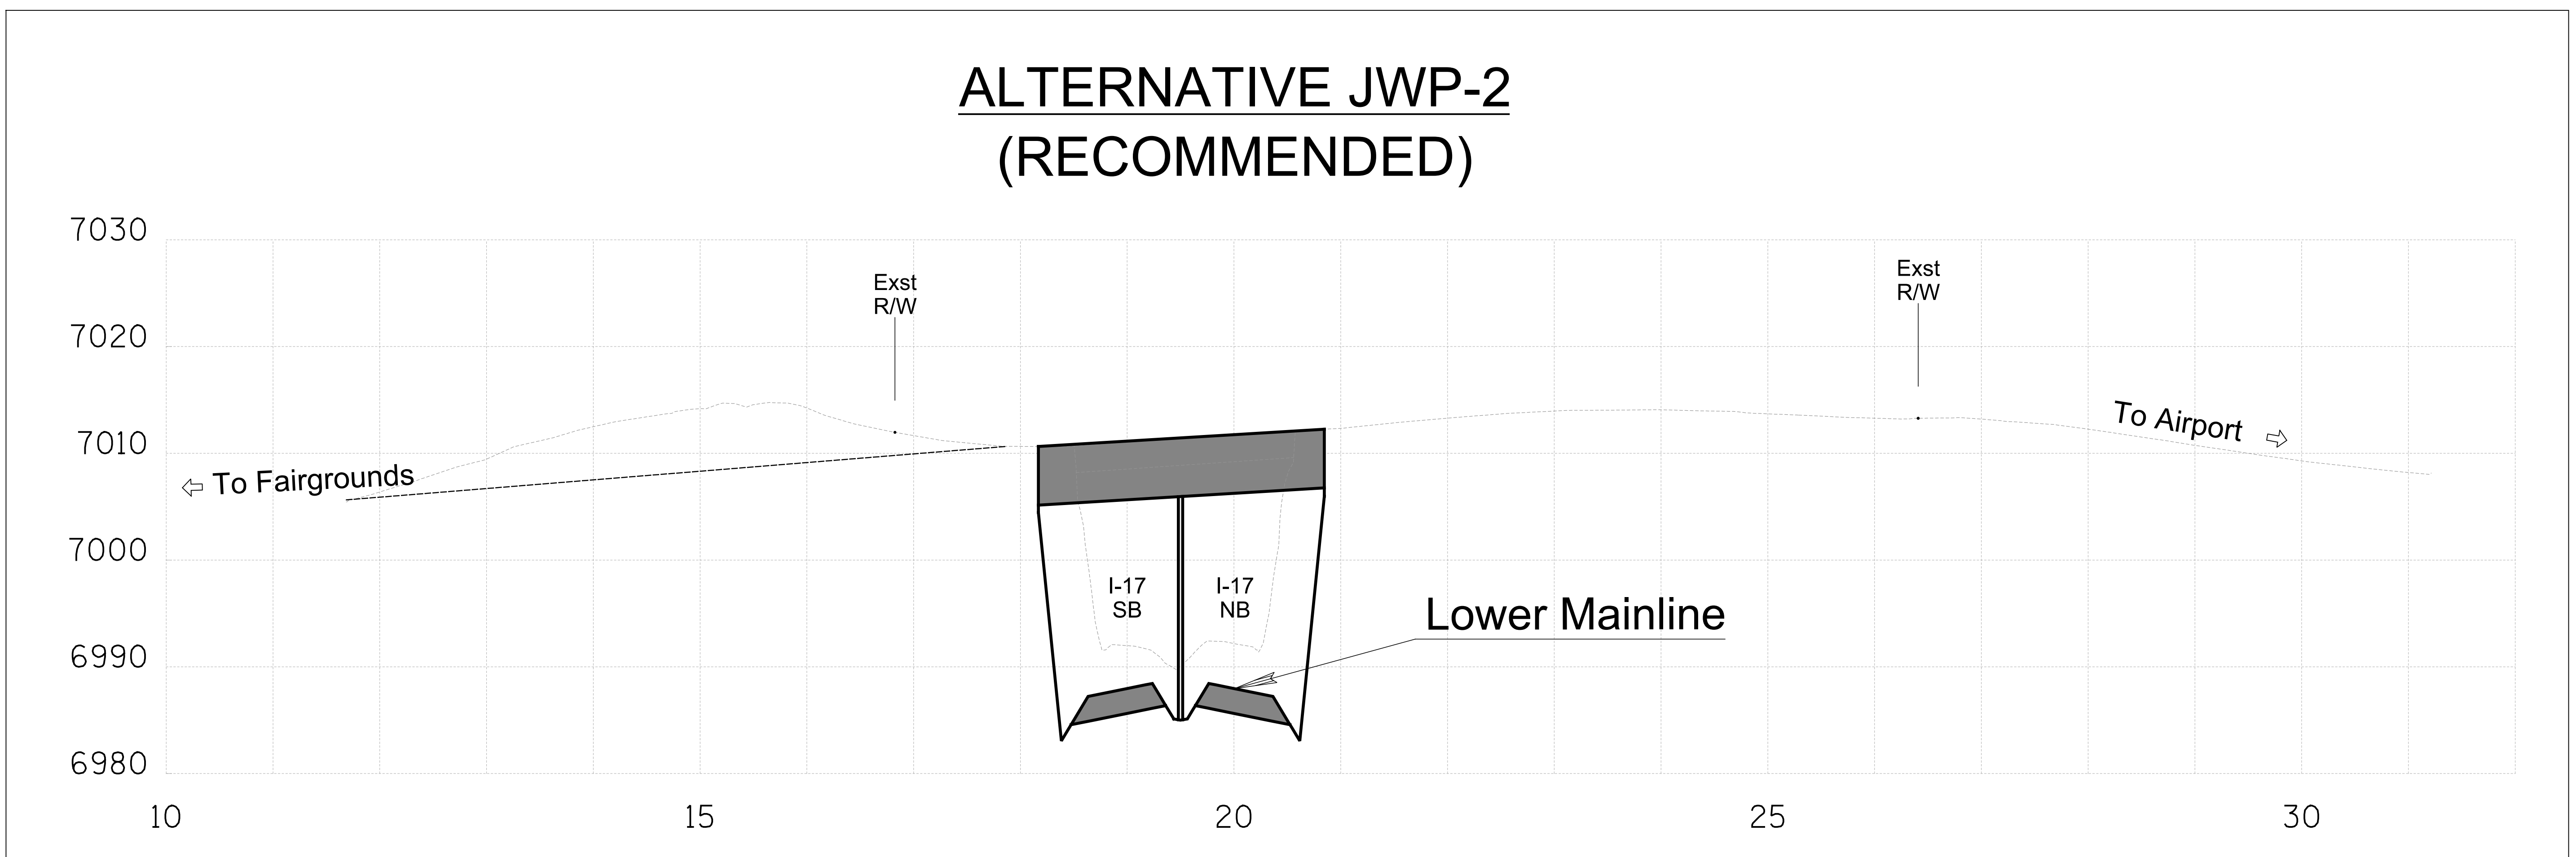 ALTERNATIVE JWP-2
(RECOMMENDED)
7030
7020
7010
7000
6990
6980
Exst
R/W
Exst
R/W
To Fairgrounds
To Airport
I-17
SB
I-17
NB
Lower Mainline
10
15
20
25
30